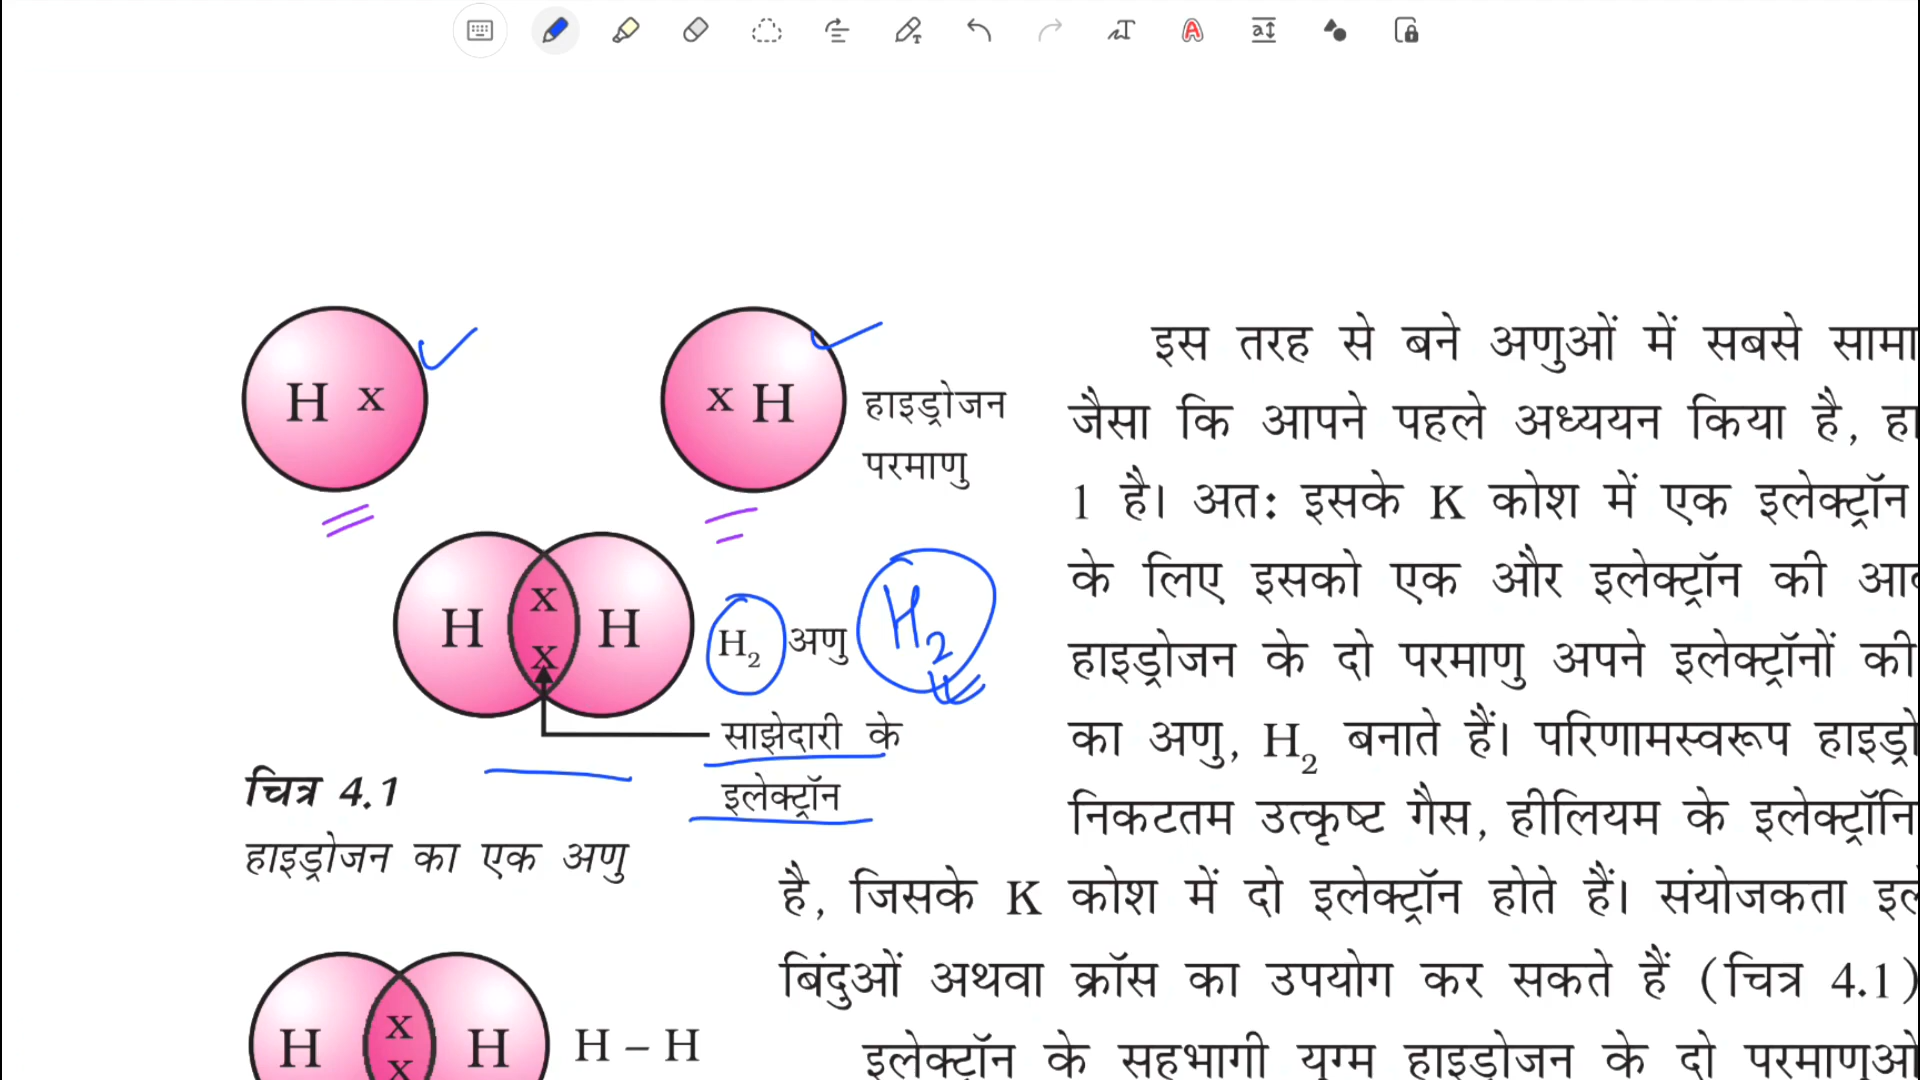 H x
x H
हाइड्रोजन
परमाणु
H x x H
H₂ अणु H₂
साझेदारी के
इलेक्ट्रॉन
चित्र 4.1
हाइड्रोजन का एक अणु
H x x H H – H
इस तरह से बने अणुओं में सबसे सामा
जैसा कि आपने पहले अध्ययन किया है, हा
1 है। अतः इसके K कोश में एक इलेक्ट्रॉन
के लिए इसको एक और इलेक्ट्रॉन की आव
हाइड्रोजन के दो परमाणु अपने इलेक्ट्रॉनों की
का अणु, H₂ बनाते हैं। परिणामस्वरूप हाइड्रो
निकटतम उत्कृष्ट गैस, हीलियम के इलेक्ट्रॉनि
है, जिसके K कोश में दो इलेक्ट्रॉन होते हैं। संयोजकता इले
बिंदुओं अथवा क्रॉस का उपयोग कर सकते हैं (चित्र 4.1)
इलेक्ट्रॉन के सहभागी युग्म हाइड्रोजन के दो परमाणुओ